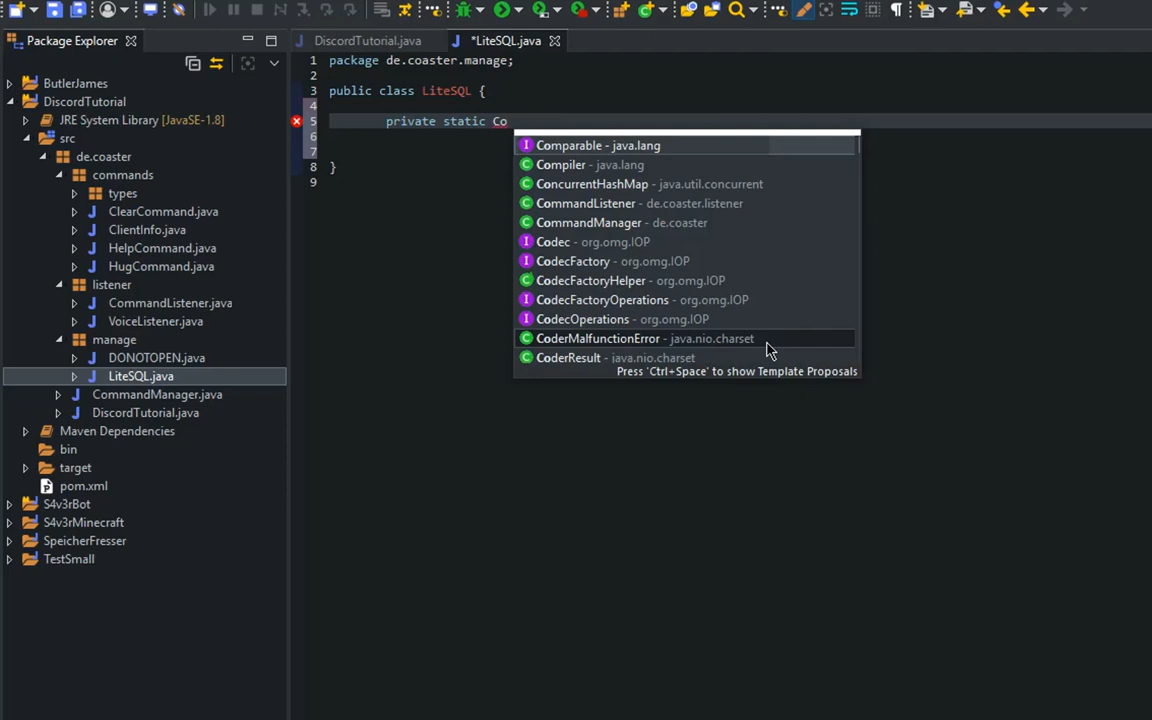 Package Explorer
DiscordTutorial.java
*LiteSQL.java
ButlerJames
DiscordTutorial
JRE System Library [JavaSE-1.8]
src
de.coaster
commands
types
ClearCommand.java
ClientInfo.java
HelpCommand.java
HugCommand.java
listener
CommandListener.java
VoiceListener.java
manage
DONOTOPEN.java
LiteSQL.java
CommandManager.java
DiscordTutorial.java
Maven Dependencies
bin
target
pom.xml
S4v3rBot
S4v3rMinecraft
SpeicherFresser
TestSmall
1 package de.coaster.manage;
2
3 public class LiteSQL {
4
5 private static Co
6
7
8 }
9
Comparable - java.lang
Compiler - java.lang
ConcurrentHashMap - java.util.concurrent
CommandListener - de.coaster.listener
CommandManager - de.coaster
Codec - org.omg.IOP
CodecFactory - org.omg.IOP
CodecFactoryHelper - org.omg.IOP
CodecFactoryOperations - org.omg.IOP
CodecOperations - org.omg.IOP
CoderMalfunctionError - java.nio.charset
CoderResult - java.nio.charset
Press 'Ctrl+Space' to show Template Proposals